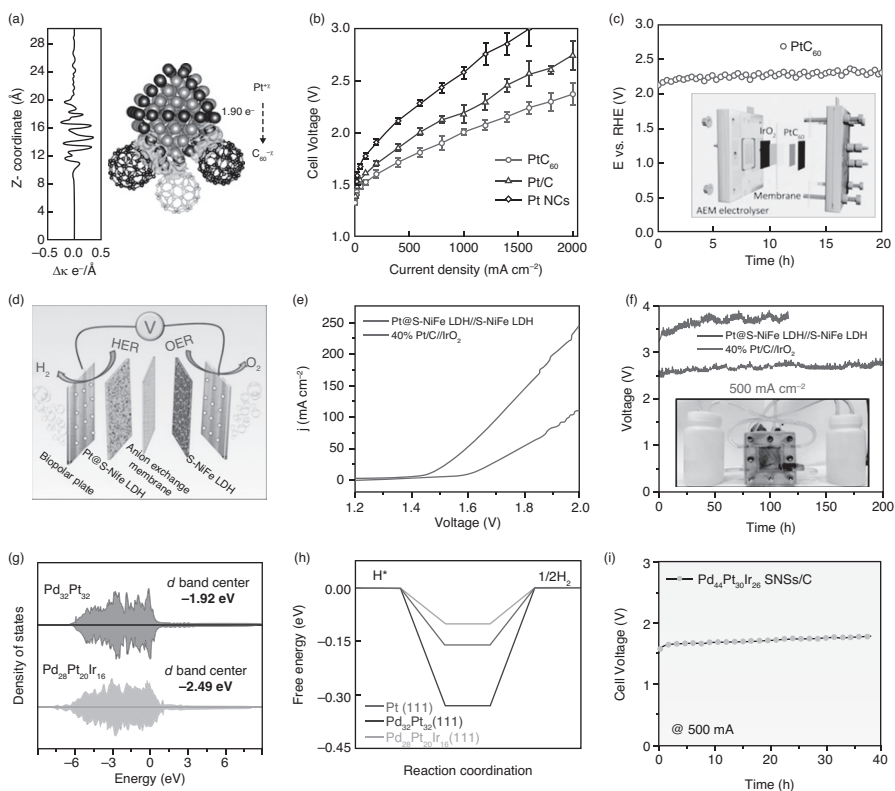 (a)
28
24
20
16
12
8
4
0
Z- coordinate (Å)
−0.5 0.0 0.5
Δκ e⁻/Å
Pt⁺ᵡ
1.90 e⁻
C₆₀⁻ᵡ
(b)
3.0
2.5
2.0
1.5
1.0
Cell Voltage (V)
PtC₆₀
Pt/C
Pt NCs
0 400 800 1200 1600 2000
Current density (mA cm⁻²)
(c)
3.0
2.5
2.0
1.5
1.0
0.5
0.0
E vs. RHE (V)
PtC₆₀
IrO₂
PtC₆₀
Membrane
AEM electrolyser
0 5 10 15 20
Time (h)
(d)
V
HER
OER
H₂
O₂
Biopolar plate
Pt@S-Nife LDH
Anion exchange
membrane
S-NiFe LDH
(e)
250
200
150
100
50
0
j (mA cm⁻²)
Pt@S-NiFe LDH//S-NiFe LDH
40% Pt/C//IrO₂
1.2 1.4 1.6 1.8 2.0
Voltage (V)
(f)
4
3
2
1
0
Voltage (V)
Pt@S-NiFe LDH//S-NiFe LDH
40% Pt/C//IrO₂
500 mA cm⁻²
0 50 100 150 200
Time (h)
(g)
Density of states
Pd₃₂Pt₃₂
d band center
−1.92 eV
Pd₂₈Pt₂₀Ir₁₆
d band center
−2.49 eV
−6 −3 0 3 6
Energy (eV)
(h)
0.00
−0.15
−0.30
−0.45
Free energy (eV)
H*
1/2H₂
Pt (111)
Pd₃₂Pt₃₂(111)
Pd₂₈Pt₂₀Ir₁₆(111)
Reaction coordination
(i)
3
2
1
0
Cell Voltage (V)
Pd₄₄Pt₃₀Ir₂₆ SNSs/C
@ 500 mA
0 10 20 30 40
Time (h)